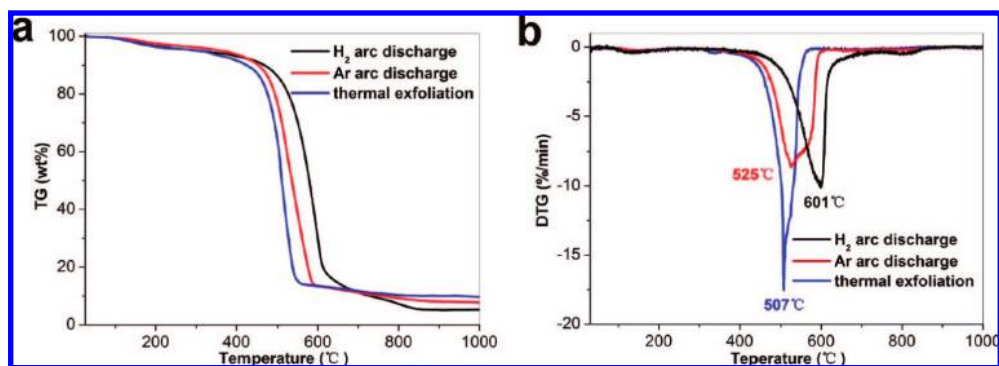 a
100
80
60
40
20
0
TG (wt%)
H₂ arc discharge
Ar arc discharge
thermal exfoliation
200 400 600 800 1000
Temperature (℃)
b
0
-5
-10
-15
-20
DTG (%/min)
525℃
601℃
507℃
H₂ arc discharge
Ar arc discharge
thermal exfoliation
200 400 600 800 1000
Teperature (℃)